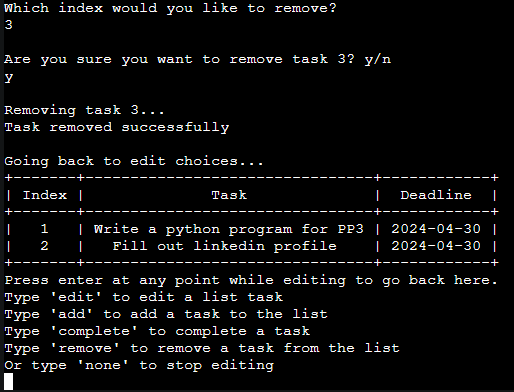 Which index would you like to remove?
3
Are you sure you want to remove task 3? y/n
y
Removing task 3...
Task removed successfully
Going back to edit choices...
+-------+--------------------------------+------------+
| Index |              Task              |  Deadline  |
+-------+--------------------------------+------------+
|   1   | Write a python program for PP3 | 2024-04-30 |
|   2   |   Fill out linkedin profile    | 2024-04-30 |
+-------+--------------------------------+------------+
Press enter at any point while editing to go back here.
Type 'edit' to edit a list task
Type 'add' to add a task to the list
Type 'complete' to complete a task
Type 'remove' to remove a task from the list
Or type 'none' to stop editing